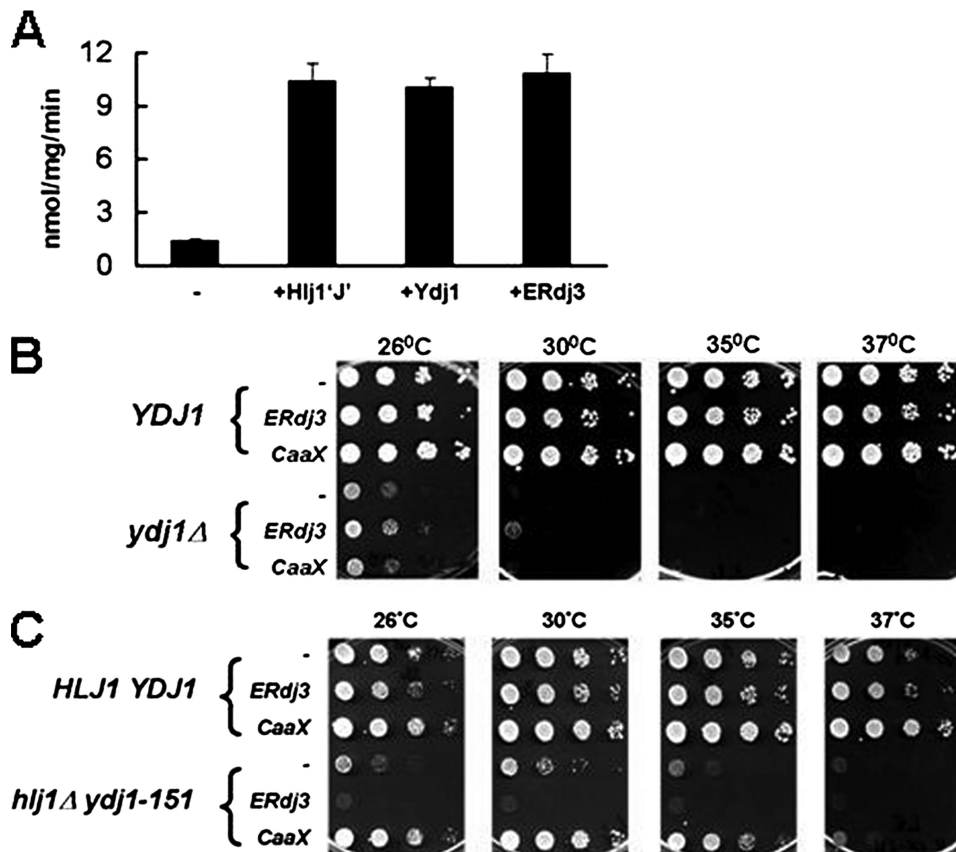 A
nmol/mg/min
12
9
6
3
0
- +Hlj1‘J’ +Ydj1 +ERdj3
B
26⁰C 30⁰C 35⁰C 37⁰C
YDJ1 { -
ERdj3
CaaX
ydj1Δ { -
ERdj3
CaaX
C
26°C 30°C 35°C 37°C
HLJ1 YDJ1 { -
ERdj3
CaaX
hlj1Δ ydj1-151 { -
ERdj3
CaaX